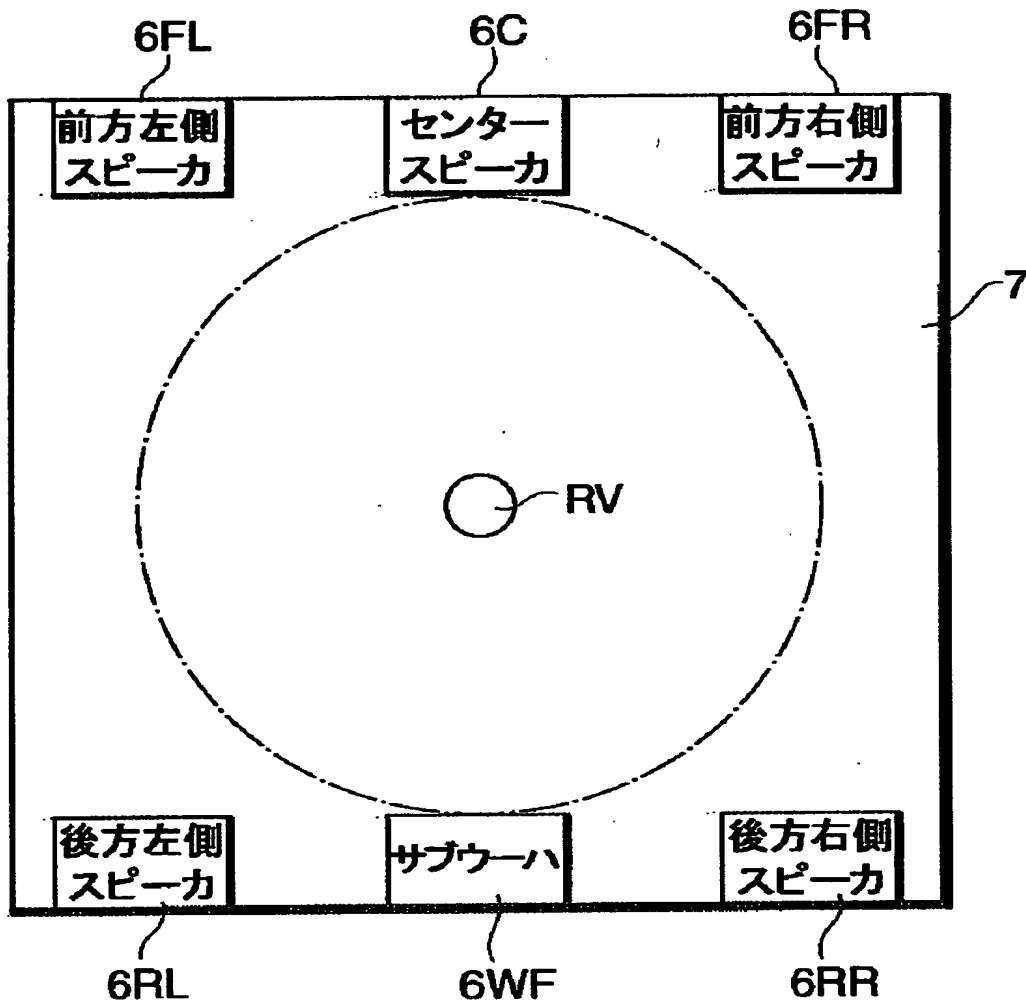 6FL
6C
6FR
前方左側
スピーカ
センター
スピーカ
前方右側
スピーカ
7
RV
後方左側
スピーカ
サブウーハ
後方右側
スピーカ
6RL
6WF
6RR